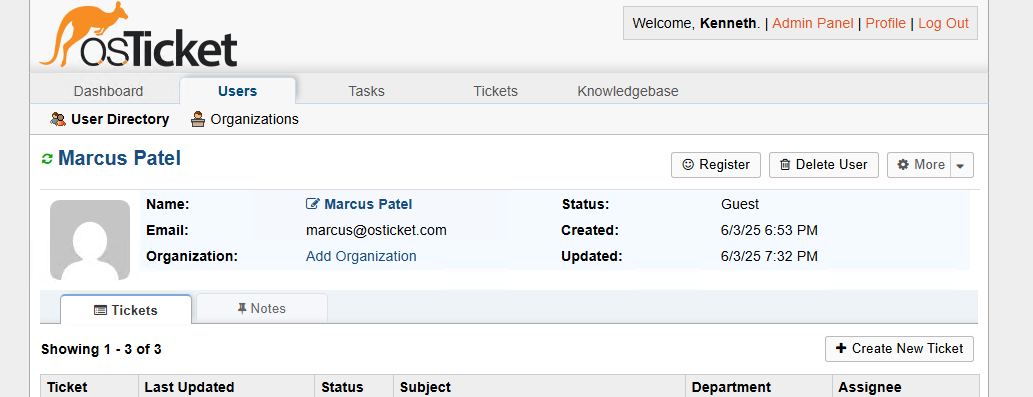 osTicket
Welcome, Kenneth. | Admin Panel | Profile | Log Out
Dashboard Users Tasks Tickets Knowledgebase
User Directory Organizations
Marcus Patel
Register Delete User More
Name: Marcus Patel Status: Guest
Email: marcus@osticket.com Created: 6/3/25 6:53 PM
Organization: Add Organization Updated: 6/3/25 7:32 PM
Tickets Notes
Showing 1 - 3 of 3 Create New Ticket
Ticket Last Updated Status Subject Department Assignee